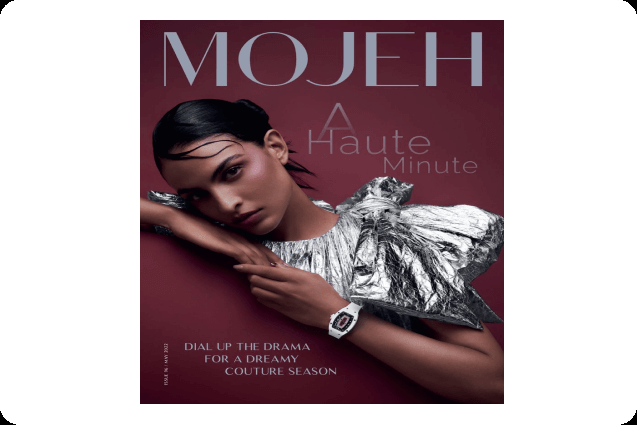 MOJEH
A
Haute
Minute
DIAL UP THE DRAMA
FOR A DREAMY
COUTURE SEASON